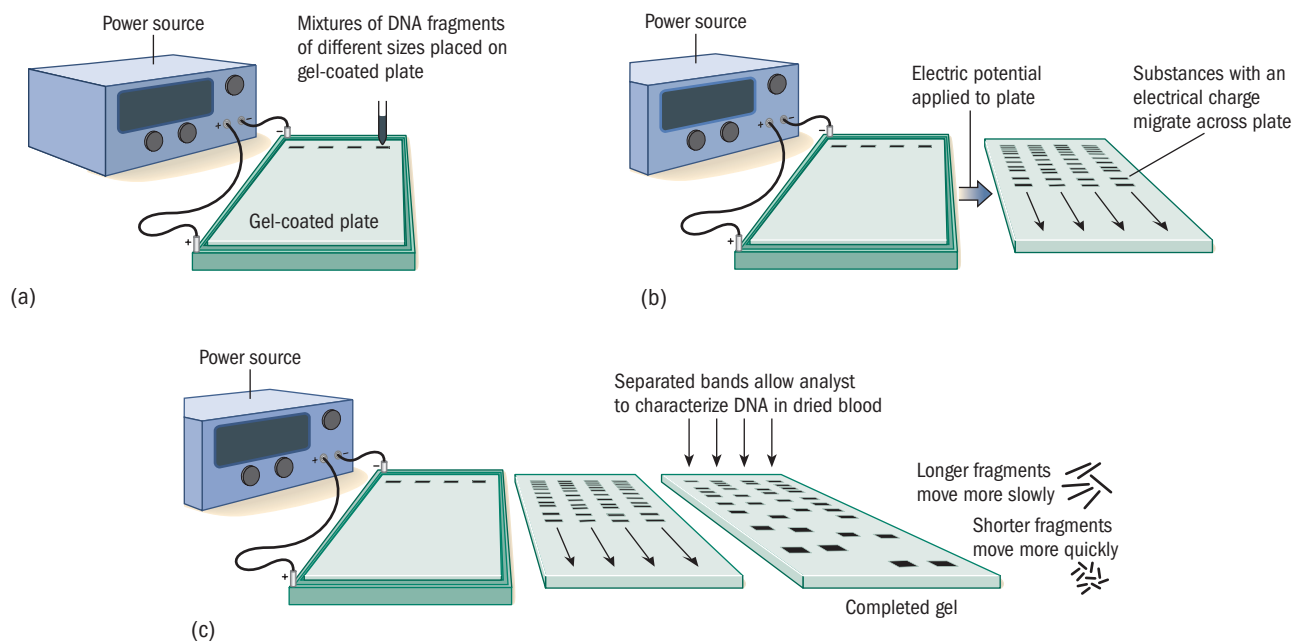 Power source
Mixtures of DNA fragments
of different sizes placed on
gel-coated plate
+
−
−
Gel-coated plate
+
(a)
Power source
Electric potential
applied to plate
Substances with an
electrical charge
migrate across plate
+
−
−
+
(b)
Power source
Separated bands allow analyst
to characterize DNA in dried blood
+
−
−
+
Longer fragments
move more slowly
Shorter fragments
move more quickly
Completed gel
(c)